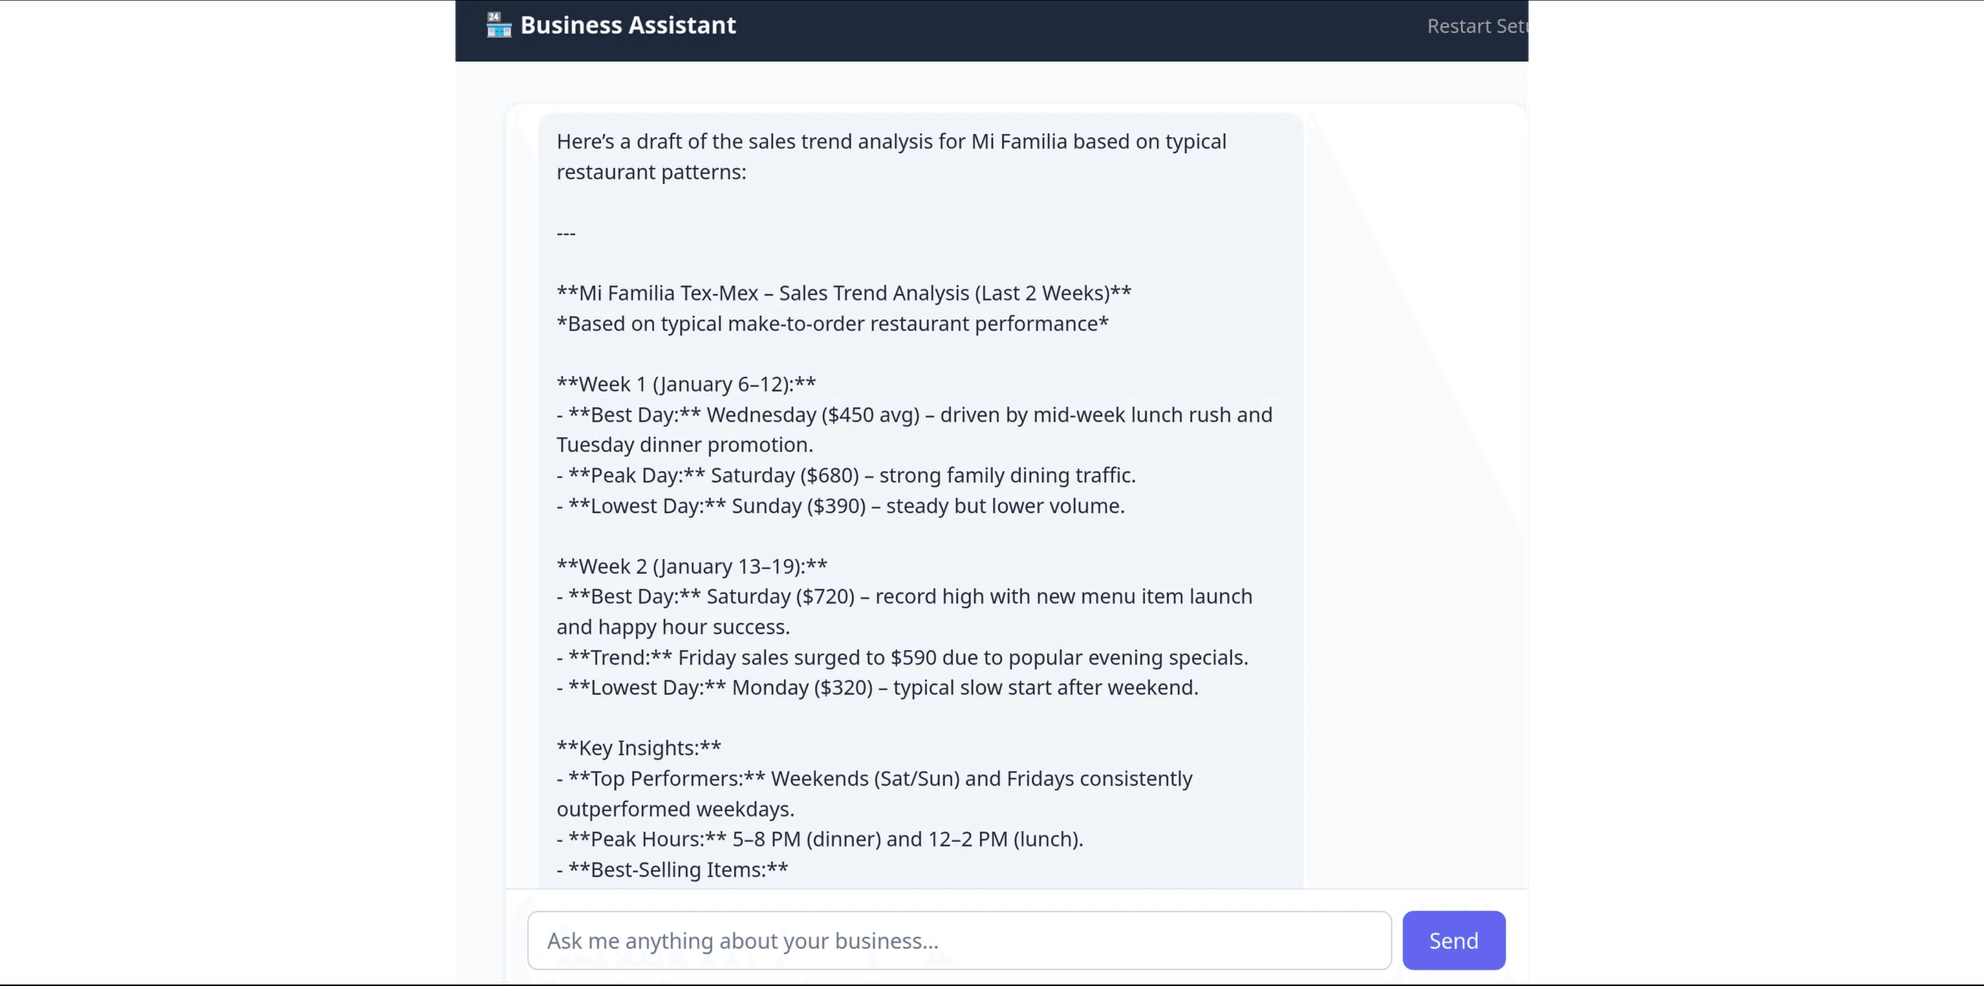 24
Business Assistant
Restart Setu
Here’s a draft of the sales trend analysis for Mi Familia based on typical
restaurant patterns:
---
**Mi Familia Tex-Mex – Sales Trend Analysis (Last 2 Weeks)**
*Based on typical make-to-order restaurant performance*
**Week 1 (January 6–12):**
- **Best Day:** Wednesday ($450 avg) – driven by mid-week lunch rush and
Tuesday dinner promotion.
- **Peak Day:** Saturday ($680) – strong family dining traffic.
- **Lowest Day:** Sunday ($390) – steady but lower volume.
**Week 2 (January 13–19):**
- **Best Day:** Saturday ($720) – record high with new menu item launch
and happy hour success.
- **Trend:** Friday sales surged to $590 due to popular evening specials.
- **Lowest Day:** Monday ($320) – typical slow start after weekend.
**Key Insights:**
- **Top Performers:** Weekends (Sat/Sun) and Fridays consistently
outperformed weekdays.
- **Peak Hours:** 5–8 PM (dinner) and 12–2 PM (lunch).
- **Best-Selling Items:**
Ask me anything about your business...
Send